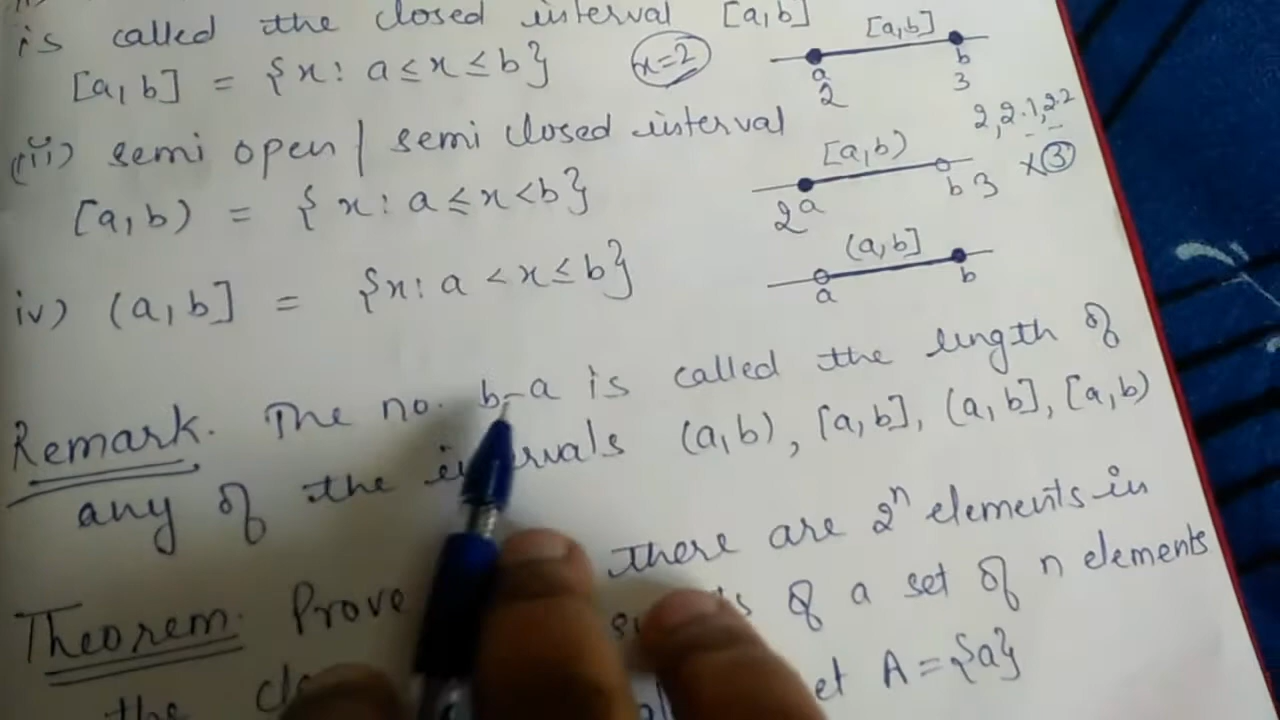 is called the closed interval [a,b]
[a,b]
[a,b] = {x: a≤x≤b}
x=2
a
b
2
3
(iii) semi open / semi closed interval
2, 2.1, 2.2
[a,b)
×3
[a,b) = {x: a≤x<b}
2 a
b 3
(a,b]
iv) (a,b] = {x: a<x≤b}
a
b
Remark. The no. b-a is called the length of
any of the intervals (a,b), [a,b], (a,b], [a,b)
Theorem. Prove there are 2ⁿ elements in
the of a set of n elements
A = {a}